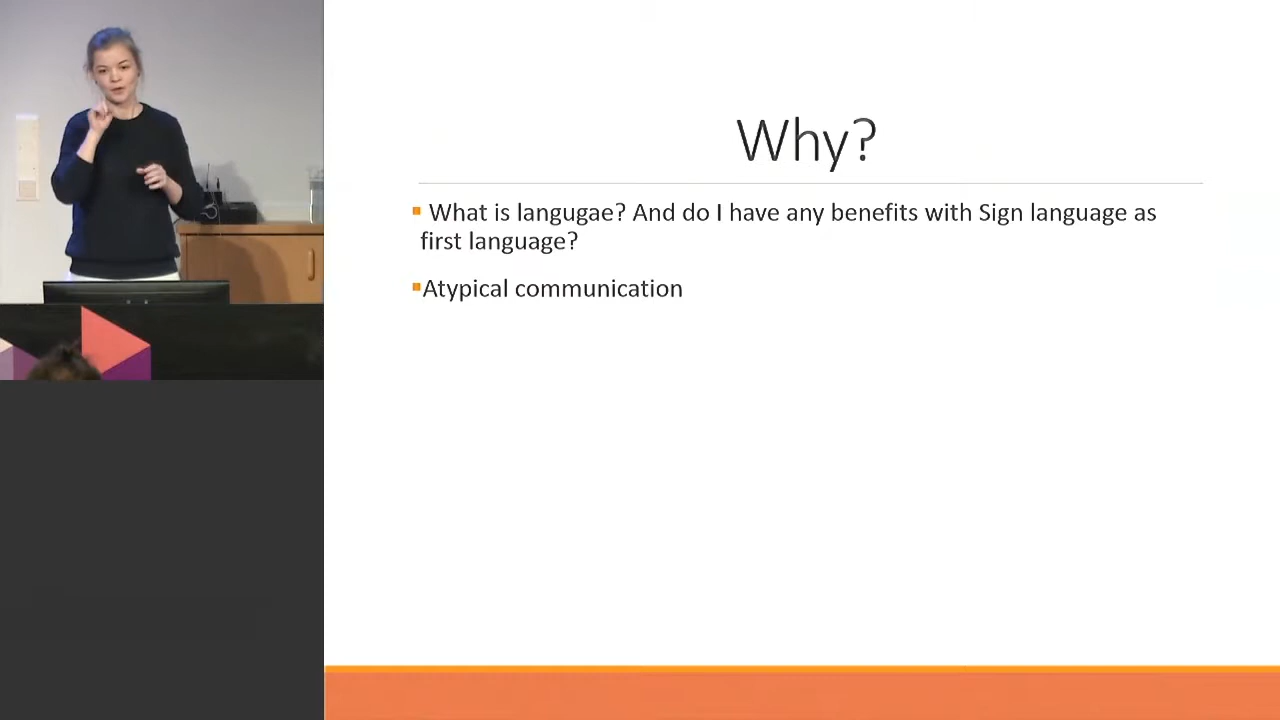 Why?
What is langugae? And do I have any benefits with Sign language as
first language?
Atypical communication